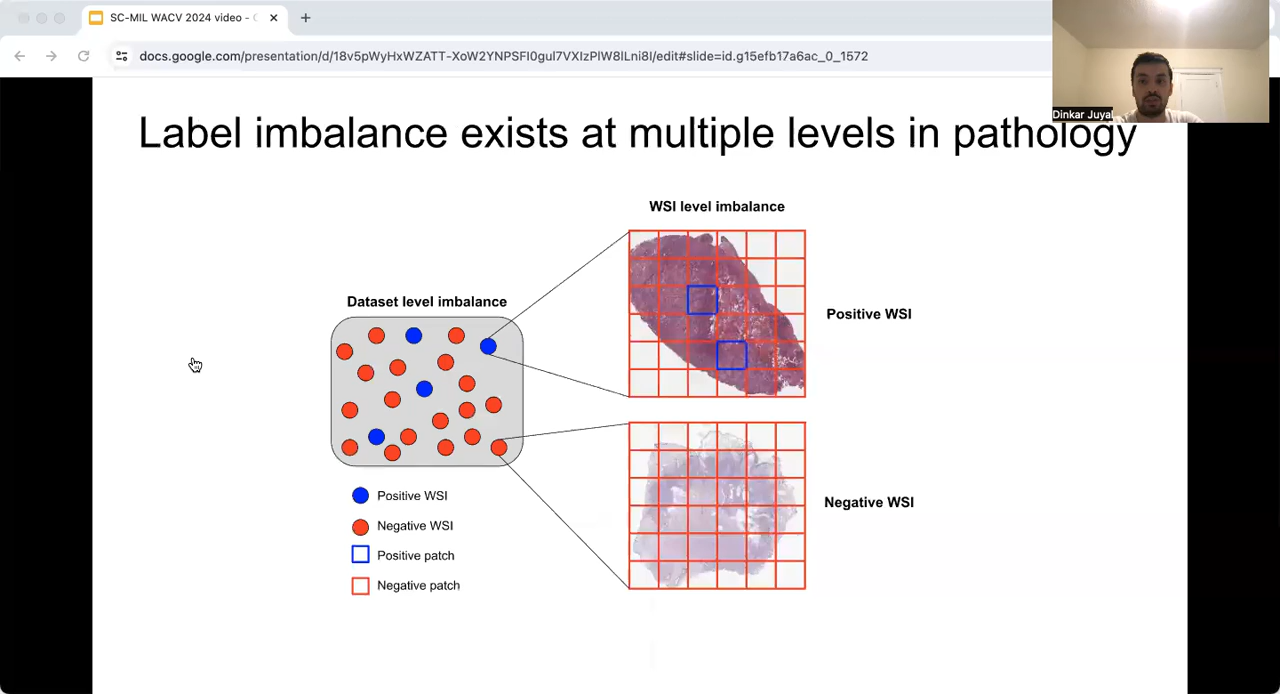 SC-MIL WACV 2024 video -
docs.google.com/presentation/d/18v5pWyHxWZATT-XoW2YNPSFI0gul7VXIzPlW8lLni8I/edit#slide=id.g15efb17a6ac_0_1572
Dinkar Juyal
Label imbalance exists at multiple levels in pathology
WSI level imbalance
Dataset level imbalance
Positive WSI
Negative WSI
Positive WSI
Negative WSI
Positive patch
Negative patch